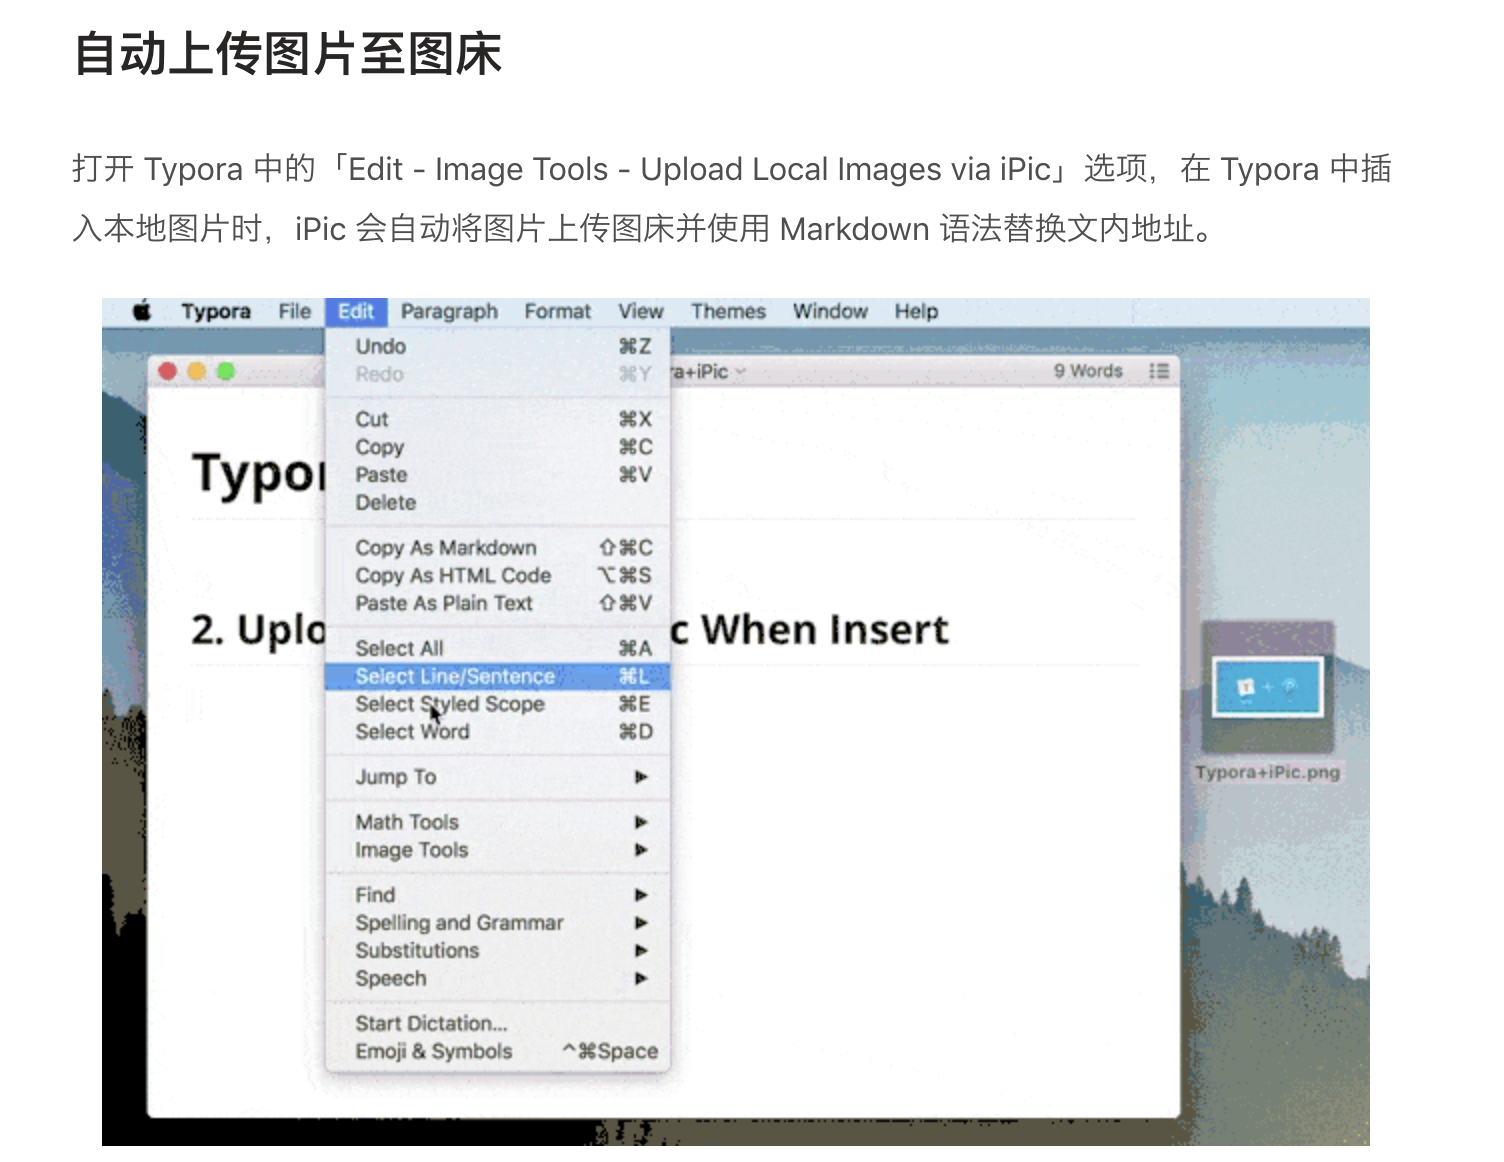 自动上传图片至图床
打开 Typora 中的「Edit - Image Tools - Upload Local Images via iPic」选项，在 Typora 中插
入本地图片时，iPic 会自动将图片上传图床并使用 Markdown 语法替换文内地址。
Typora File Edit Paragraph Format View Themes Window Help
a+iPic 9 Words
Undo ⌘Z
Redo ⌘Y
Cut ⌘X
Copy ⌘C
Paste ⌘V
Delete
Copy As Markdown ⇧⌘C
Copy As HTML Code ⌥⌘S
Paste As Plain Text ⇧⌘V
Select All ⌘A
Select Line/Sentence ⌘L
Select Styled Scope ⌘E
Select Word ⌘D
Jump To
Math Tools
Image Tools
Find
Spelling and Grammar
Substitutions
Speech
Start Dictation...
Emoji & Symbols ^⌘Space
Typo
2. Uplo c When Insert
Typora+iPic.png